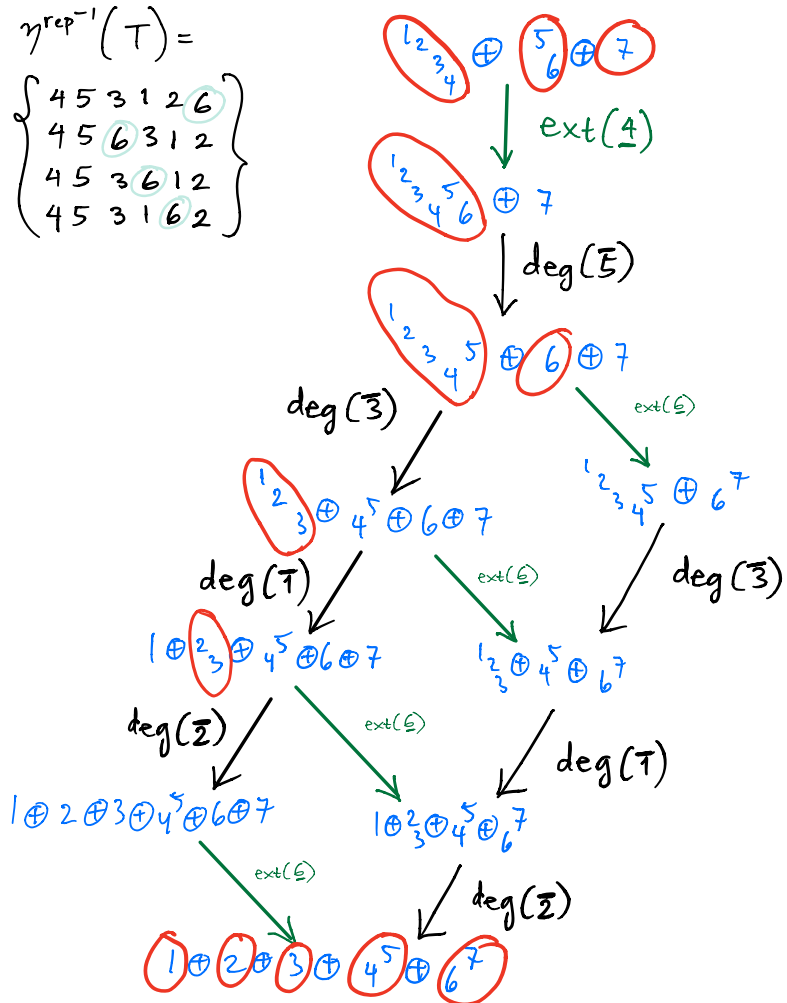 η^rep⁻¹(T) =
4 5 3 1 2 6
4 5 6 3 1 2
4 5 3 6 1 2
4 5 3 1 6 2
1 2 3 4 ⊕ 5 6 ⊕ 7
ext(4)
1 2 3 4 5 6 ⊕ 7
deg(5̄)
1 2 3 4 5 ⊕ 6 ⊕ 7
deg(3̄)
ext(6)
1 2 3 ⊕ 4 5 ⊕ 6 ⊕ 7
1 2 3 4 5 ⊕ 6 7
deg(1̄)
ext(6)
deg(3̄)
1 ⊕ 2 3 ⊕ 4 5 ⊕ 6 ⊕ 7
1 2 3 ⊕ 4 5 ⊕ 6 7
deg(2̄)
ext(6)
deg(1̄)
1 ⊕ 2 ⊕ 3 ⊕ 4 5 ⊕ 6 ⊕ 7
1 ⊕ 2 3 ⊕ 4 5 ⊕ 6 7
ext(6)
deg(2̄)
1 ⊕ 2 ⊕ 3 ⊕ 4 5 ⊕ 6 7